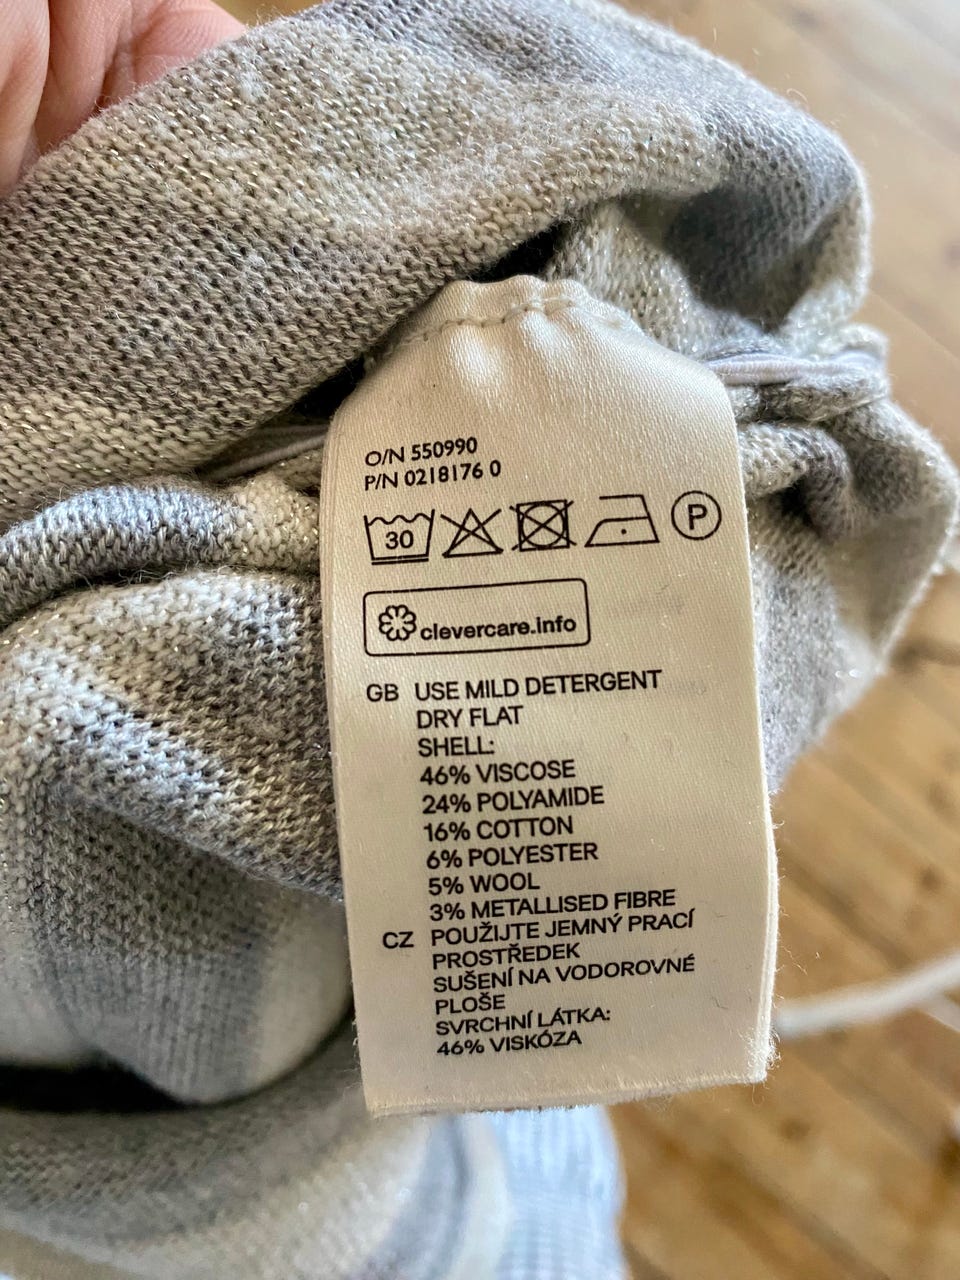 O/N 550990
P/N 0218176 0
30 P
clevercare.info
GB USE MILD DETERGENT
DRY FLAT
SHELL:
46% VISCOSE
24% POLYAMIDE
16% COTTON
6% POLYESTER
5% WOOL
3% METALLISED FIBRE
CZ POUŽIJTE JEMNÝ PRACÍ
PROSTŘEDEK
SUŠENÍ NA VODOROVNÉ
PLOŠE
SVRCHNÍ LÁTKA:
46% VISKÓZA